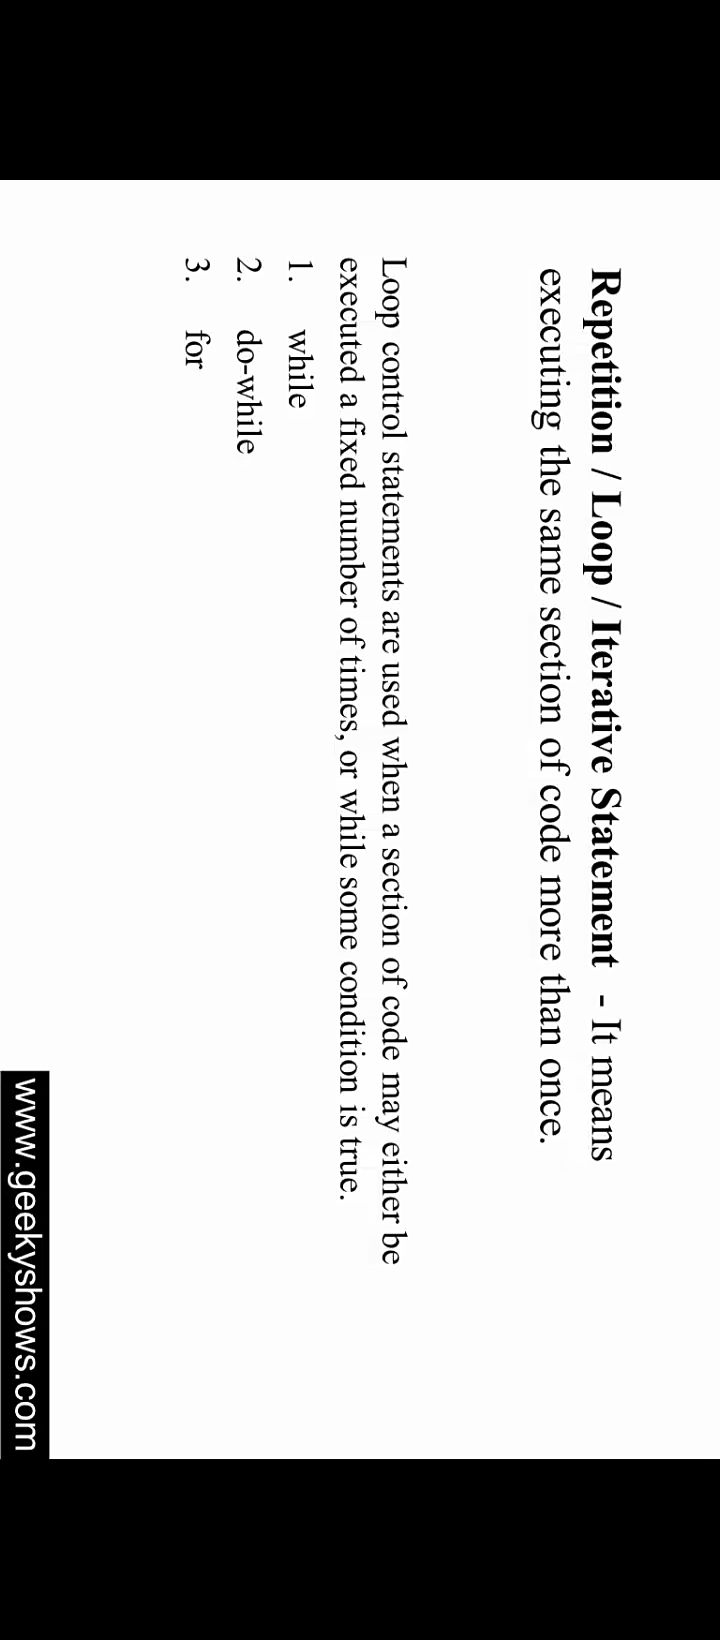 Repetition / Loop / Iterative Statement - It means
executing the same section of code more than once.
Loop control statements are used when a section of code may either be
executed a fixed number of times, or while some condition is true.
1. while
2. do-while
3. for
www.geekyshows.com